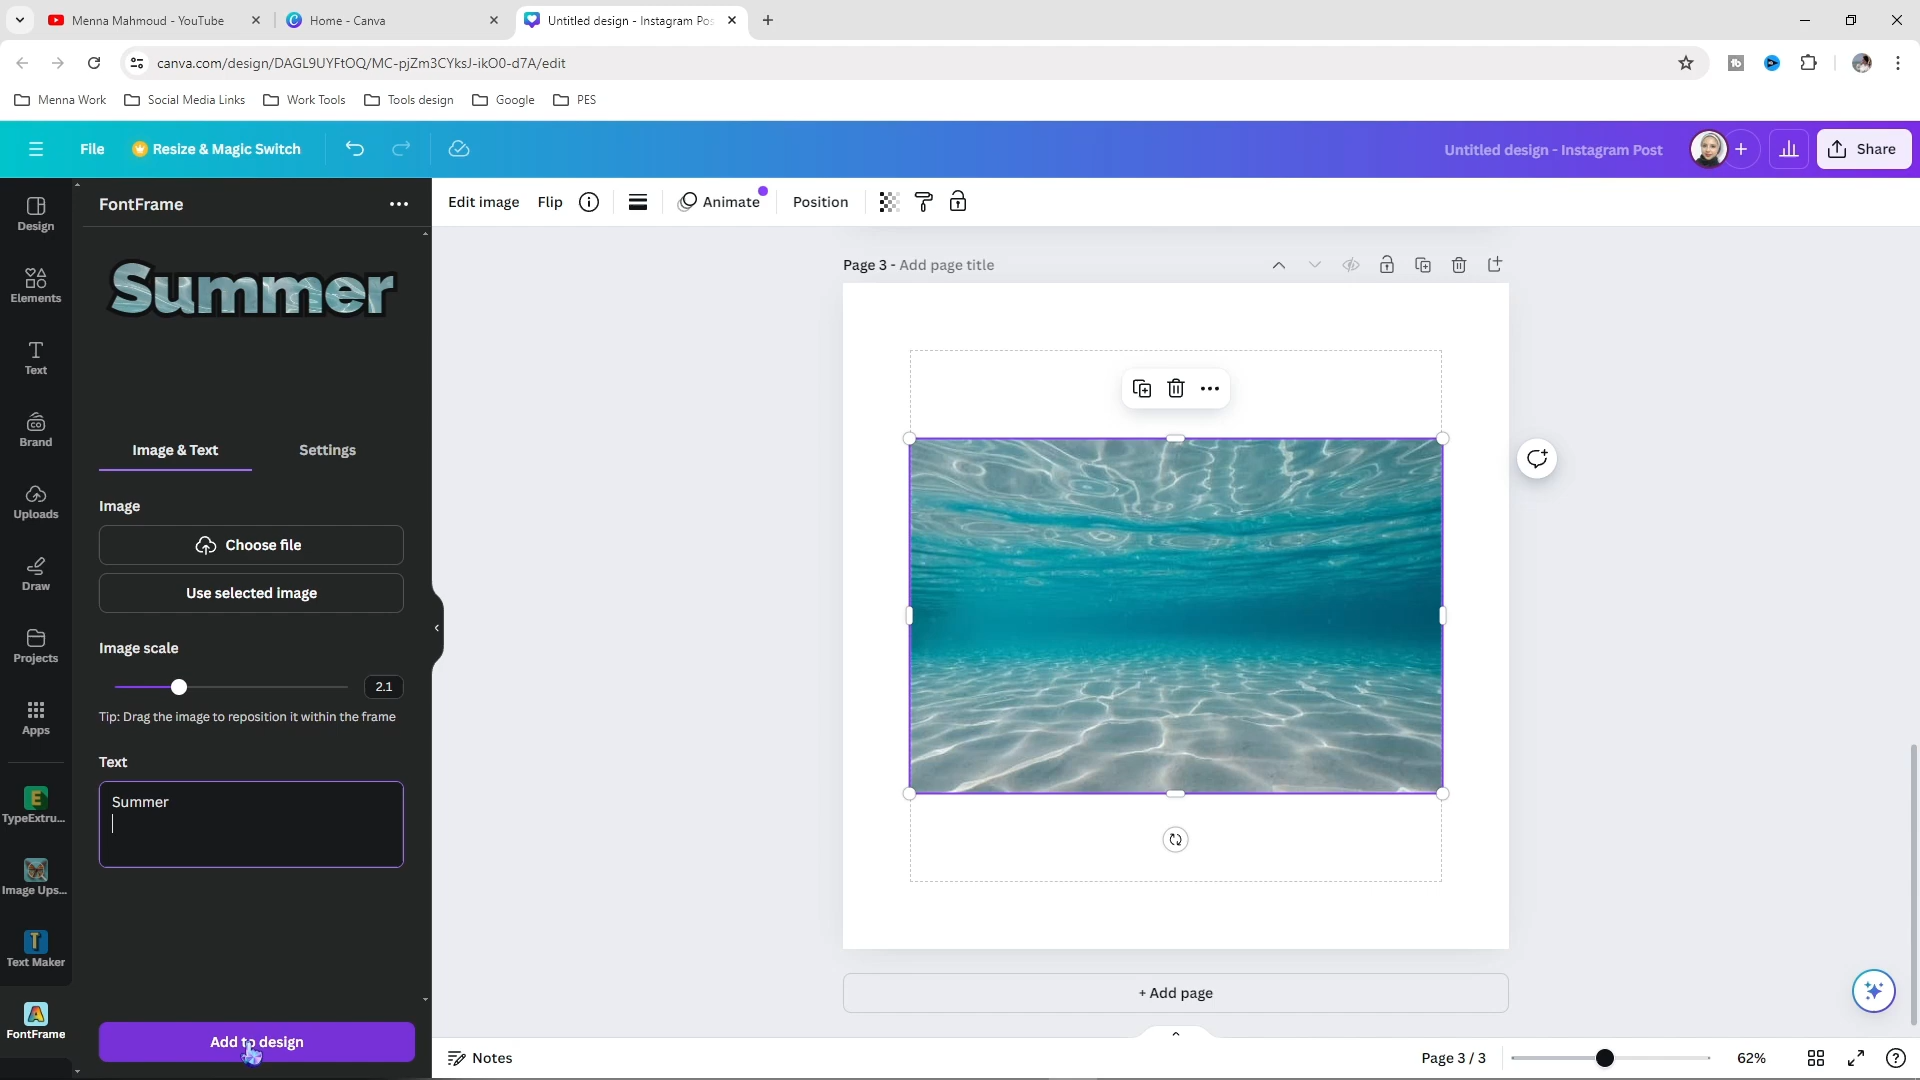 Menna Mahmoud - YouTube
Home - Canva
Untitled design - Instagram Pos
canva.com/design/DAGL9UYFtOQ/MC-pjZm3CYksJ-ikO0-d7A/edit
Menna Work
Social Media Links
Work Tools
Tools design
Google
PES
File
Resize & Magic Switch
Untitled design - Instagram Post
Share
Design
Elements
Text
Brand
Uploads
Draw
Projects
Apps
TypeExtru...
Image Ups...
Text Maker
FontFrame
FontFrame
Summer
Image & Text
Settings
Image
Choose file
Use selected image
Image scale
2.1
Tip: Drag the image to reposition it within the frame
Text
Summer
Add to design
Edit image
Flip
Animate
Position
Page 3 - Add page title
+ Add page
Notes
Page 3 / 3
62%